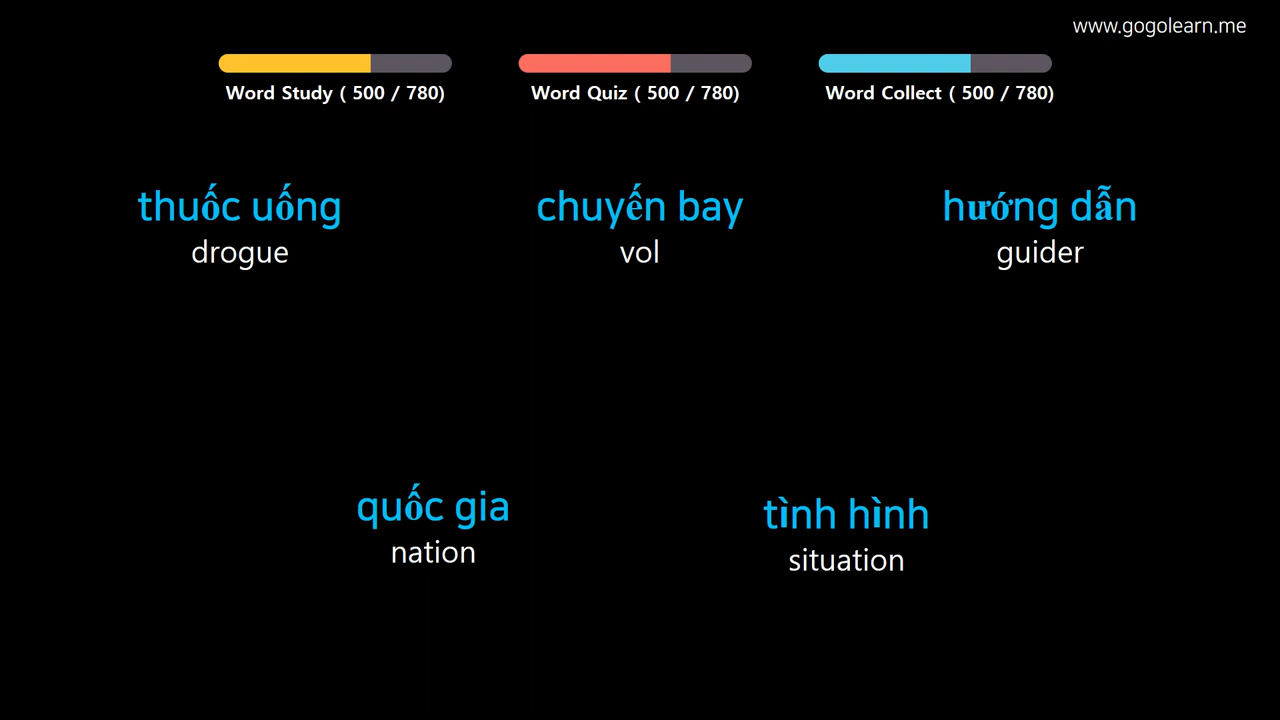 www.gogolearn.me
Word Study ( 500 / 780)
Word Quiz ( 500 / 780)
Word Collect ( 500 / 780)
thuốc uống
drogue
chuyến bay
vol
hướng dẫn
guider
quốc gia
nation
tình hình
situation